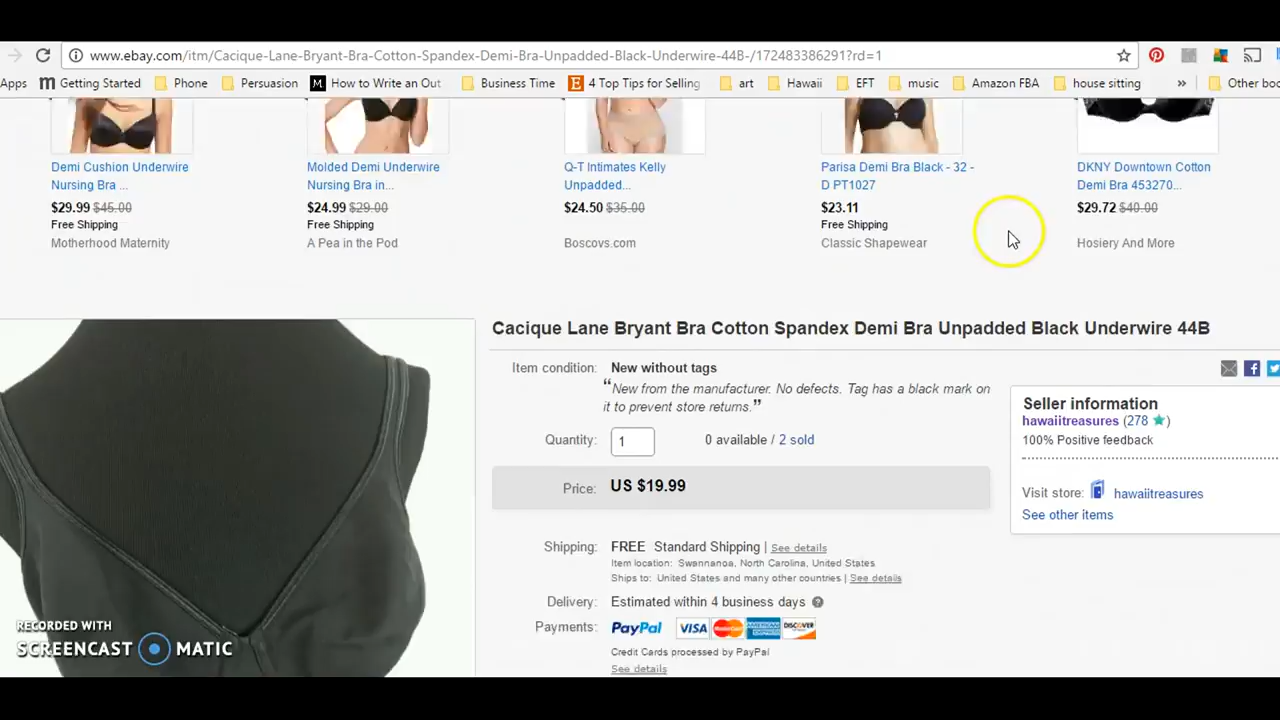 www.ebay.com/itm/Cacique-Lane-Bryant-Bra-Cotton-Spandex-Demi-Bra-Unpadded-Black-Underwire-44B-/172483386291?rd=1
Apps Getting Started Phone Persuasion How to Write an Out Business Time 4 Top Tips for Selling art Hawaii EFT music Amazon FBA house sitting » Other boo
Demi Cushion Underwire
Nursing Bra ...
$29.99 $45.00
Free Shipping
Motherhood Maternity
Molded Demi Underwire
Nursing Bra in...
$24.99 $29.00
Free Shipping
A Pea in the Pod
Q-T Intimates Kelly
Unpadded...
$24.50 $35.00
Boscovs.com
Parisa Demi Bra Black - 32 -
D PT1027
$23.11
Free Shipping
Classic Shapewear
DKNY Downtown Cotton
Demi Bra 453270...
$29.72 $40.00
Hosiery And More
Cacique Lane Bryant Bra Cotton Spandex Demi Bra Unpadded Black Underwire 44B
Item condition: New without tags
“New from the manufacturer. No defects. Tag has a black mark on
it to prevent store returns.”
Quantity: 1 0 available / 2 sold
Price: US $19.99
Shipping: FREE Standard Shipping | See details
Item location: Swannanoa, North Carolina, United States
Ships to: United States and many other countries | See details
Delivery: Estimated within 4 business days
Payments: PayPal VISA MasterCard AMERICAN EXPRESS DISCOVER
Credit Cards processed by PayPal
See details
Seller information
hawaiitreasures (278 )
100% Positive feedback
Visit store: hawaiitreasures
See other items
RECORDED WITH
SCREENCAST MATIC